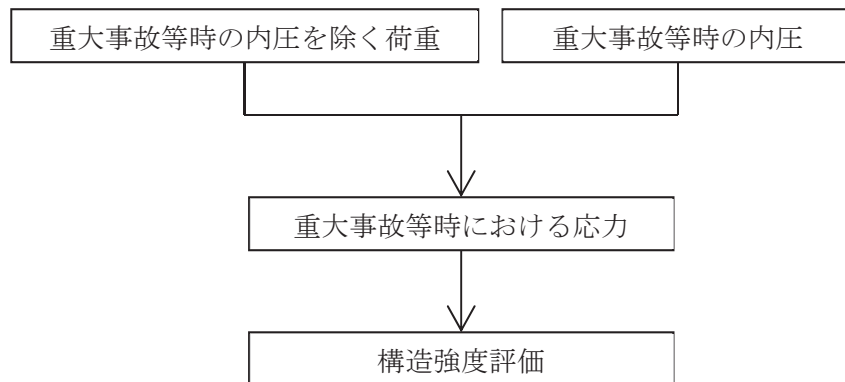 重大事故等時の内圧を除く荷重
重大事故等時の内圧
重大事故等時における応力
構造強度評価